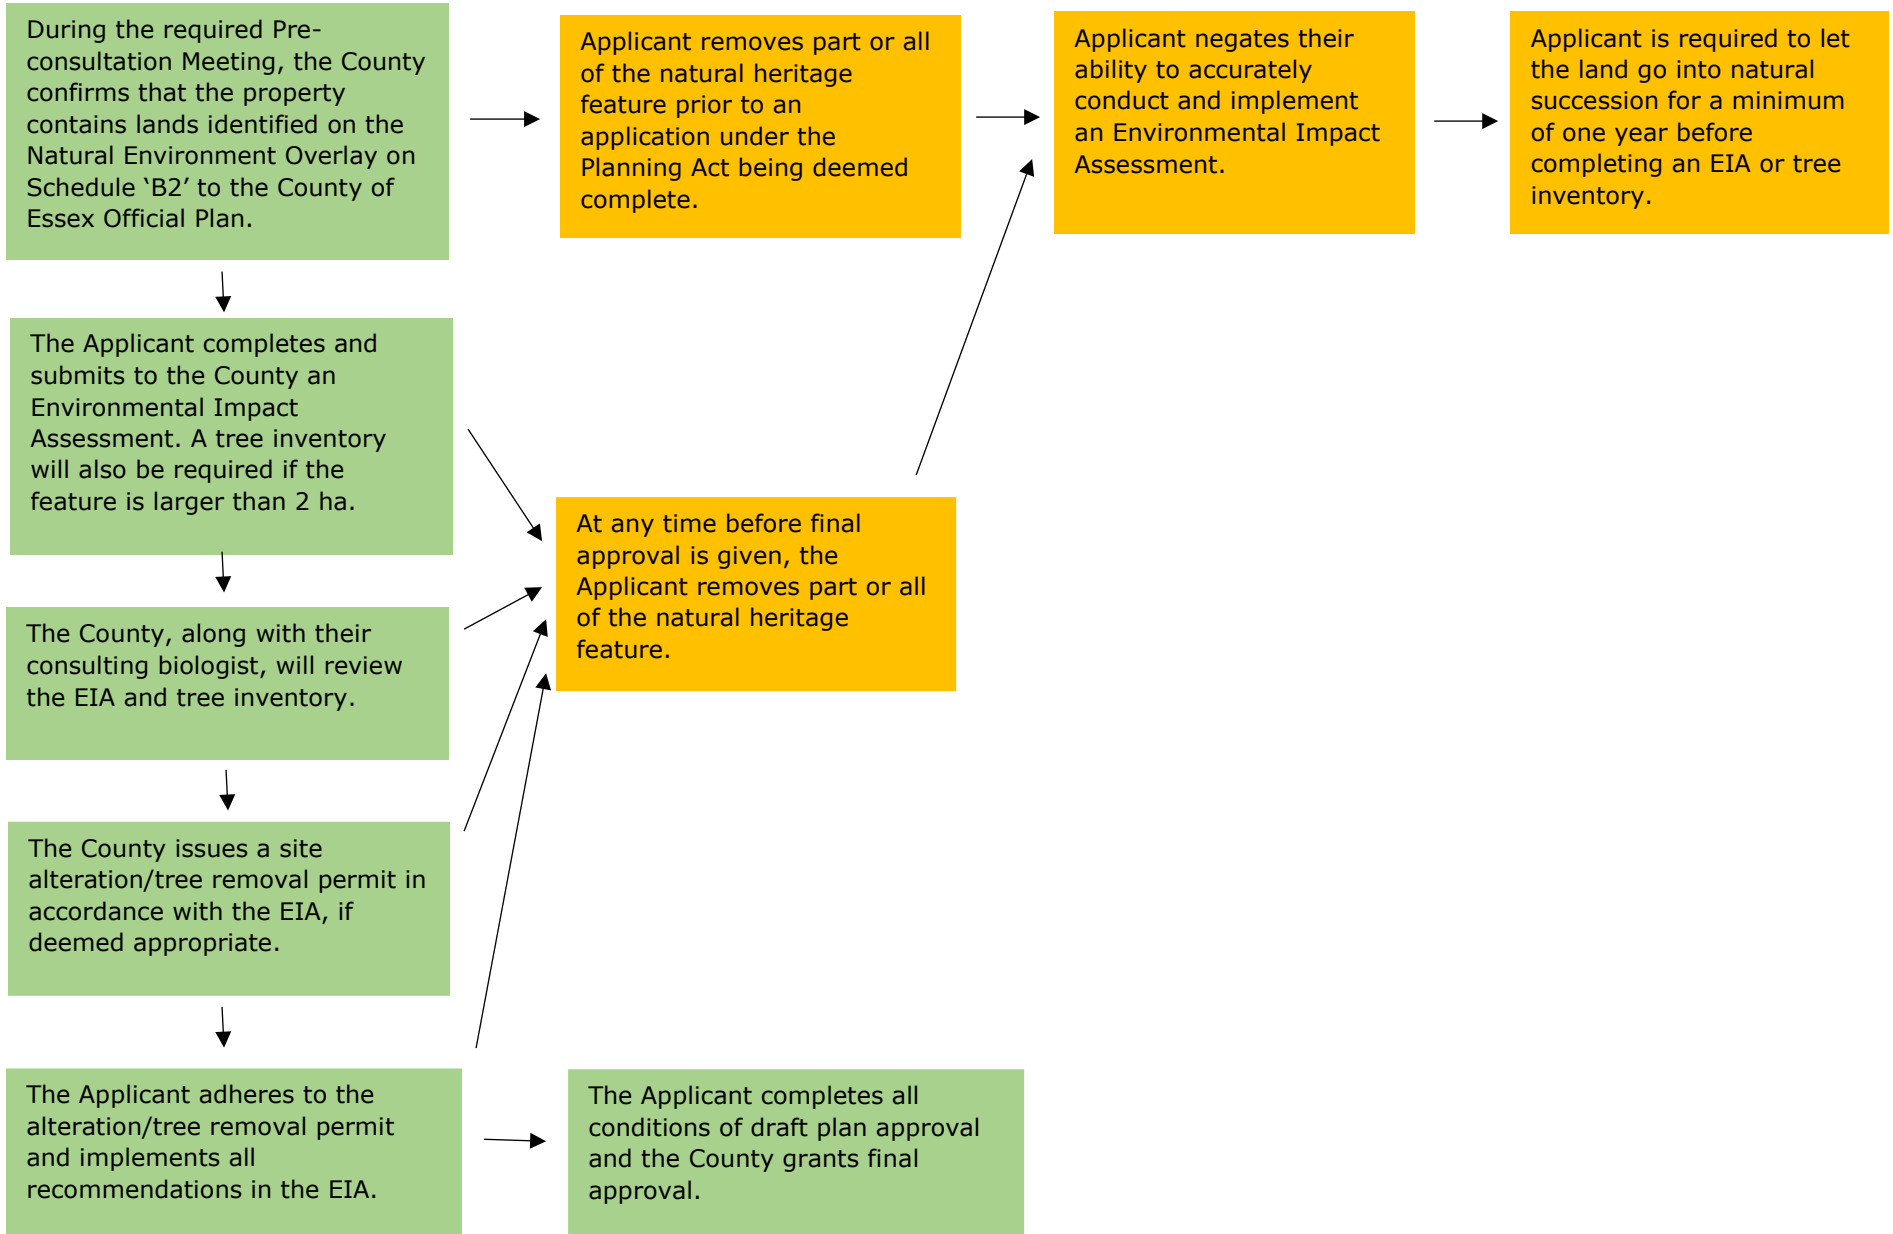 During the required Pre-
consultation Meeting, the County
confirms that the property
contains lands identified on the
Natural Environment Overlay on
Schedule ‘B2’ to the County of
Essex Official Plan.
Applicant removes part or all
of the natural heritage
feature prior to an
application under the
Planning Act being deemed
complete.
Applicant negates their
ability to accurately
conduct and implement
an Environmental Impact
Assessment.
Applicant is required to let
the land go into natural
succession for a minimum
of one year before
completing an EIA or tree
inventory.
The Applicant completes and
submits to the County an
Environmental Impact
Assessment. A tree inventory
will also be required if the
feature is larger than 2 ha.
At any time before final
approval is given, the
Applicant removes part or all
of the natural heritage
feature.
The County, along with their
consulting biologist, will review
the EIA and tree inventory.
The County issues a site
alteration/tree removal permit in
accordance with the EIA, if
deemed appropriate.
The Applicant adheres to the
alteration/tree removal permit
and implements all
recommendations in the EIA.
The Applicant completes all
conditions of draft plan approval
and the County grants final
approval.